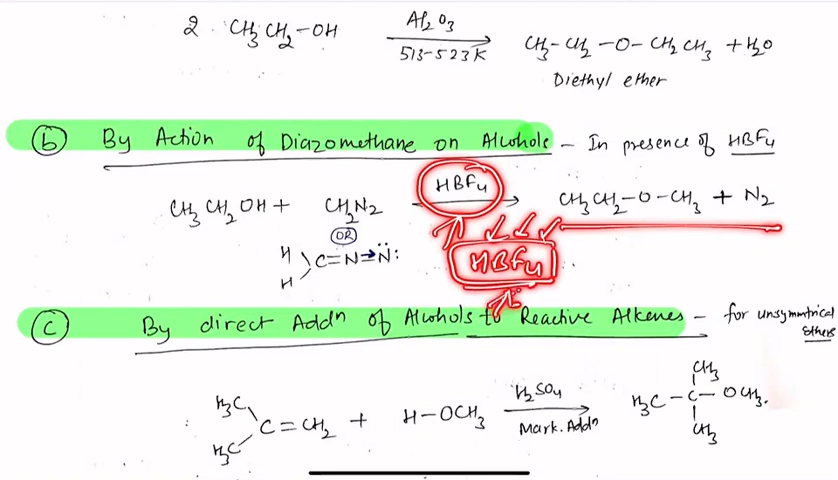 2 CH3CH2-OH Al2O3 513-523K CH3-CH2-O-CH2CH3 + H2O
Diethyl ether
(b) By Action of Diazomethane on Alcohols - In presence of HBF4
CH3CH2OH + CH2N2 HBF4 CH3CH2-O-CH3 + N2
(OR)
H H C=N→N: HBF4
(c) By direct Addn of Alcohols to Reactive Alkenes - for unsymmtrical
Ethers
H3C H3C C=CH2 + H-OCH3 H2SO4 Mark. Addn H3C-C-OCH3.
CH3
CH3